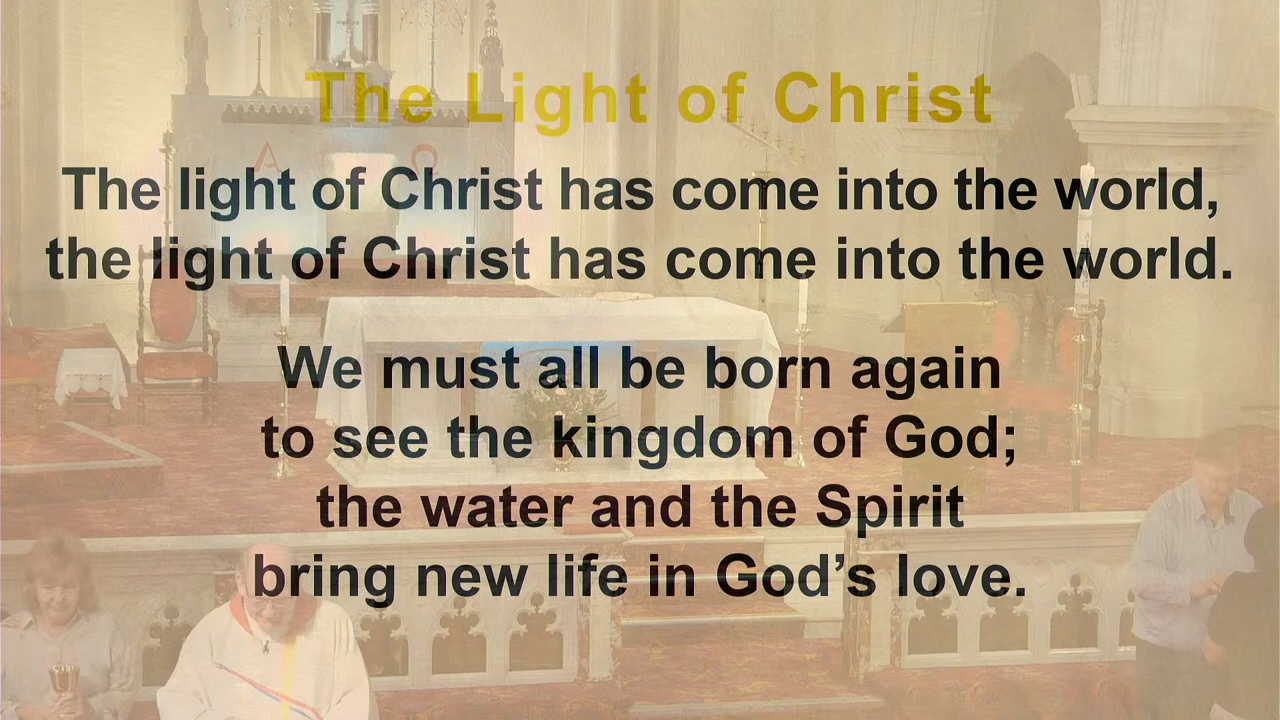 The Light of Christ
A Ω
The light of Christ has come into the world,
the light of Christ has come into the world.
We must all be born again
to see the kingdom of God;
the water and the Spirit
bring new life in God’s love.